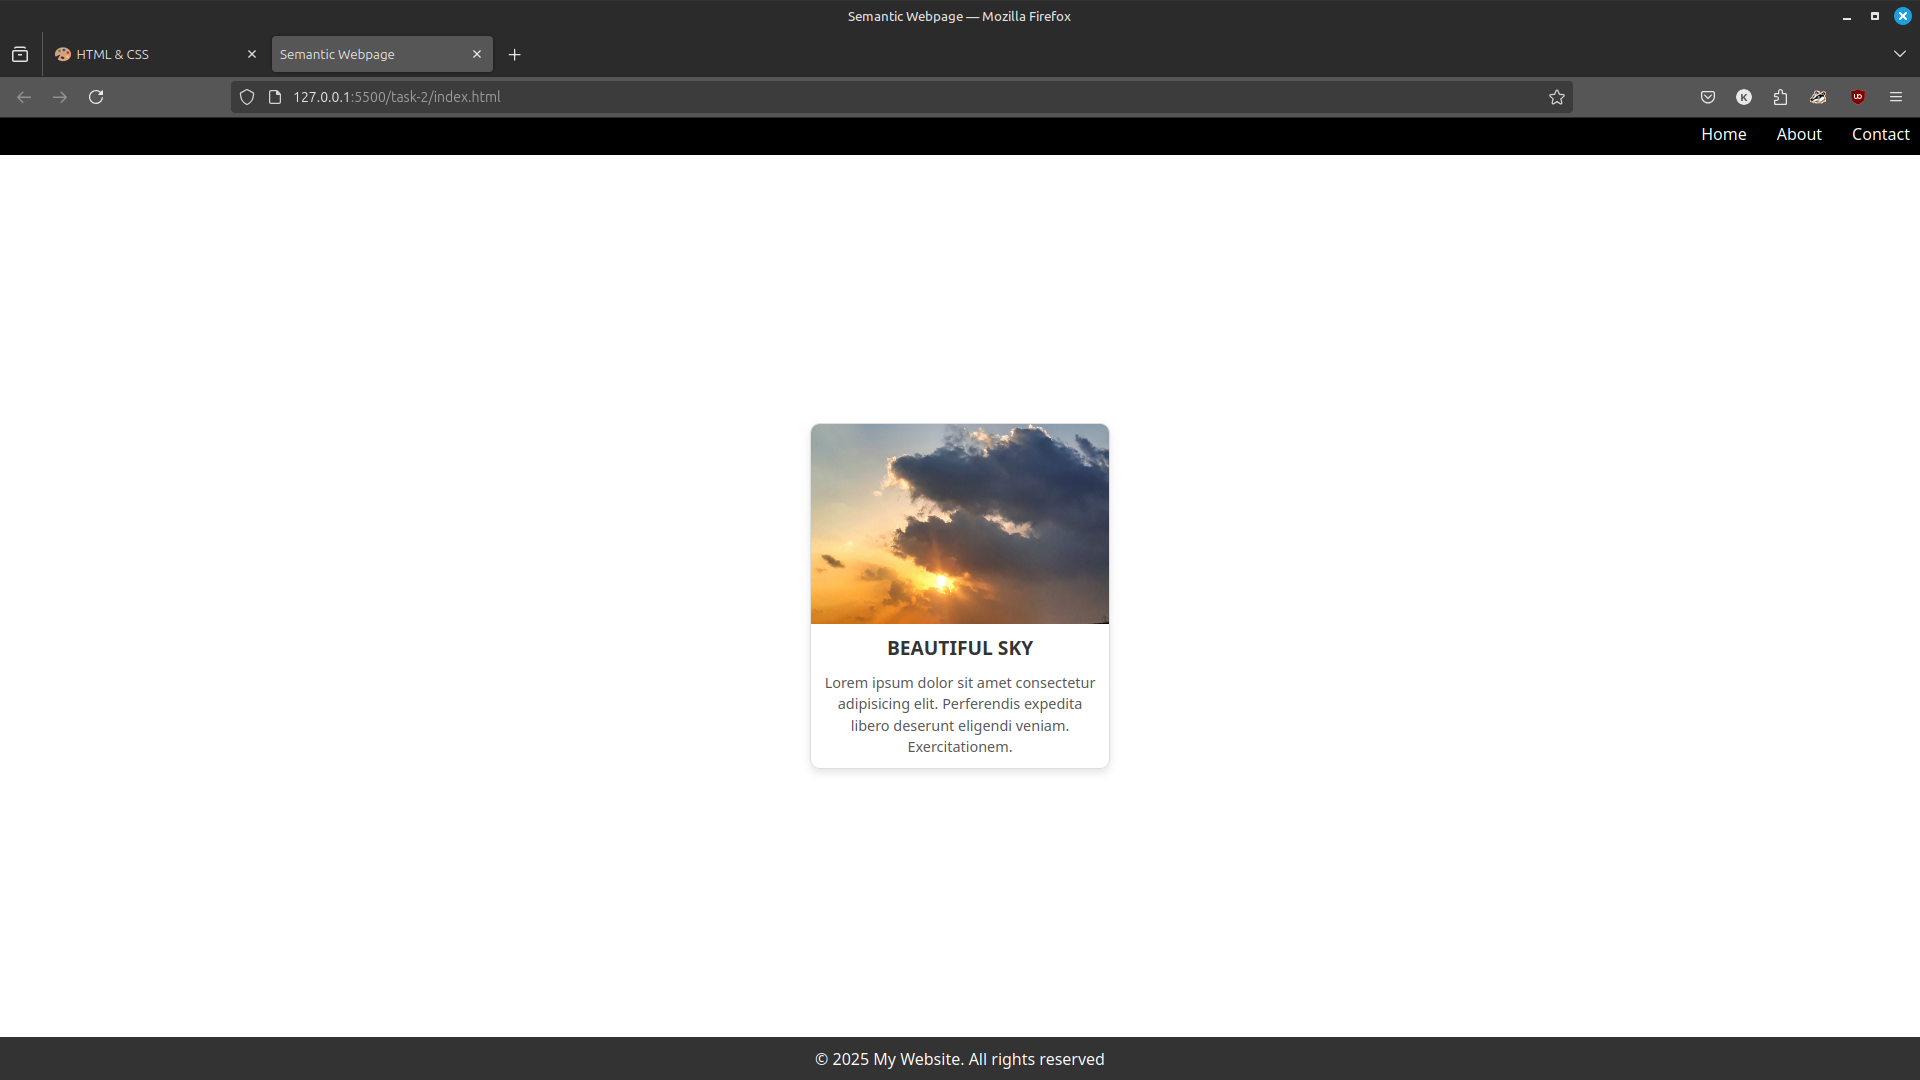 Semantic Webpage — Mozilla Firefox
HTML & CSS
Semantic Webpage
127.0.0.1:5500/task-2/index.html
K
Home About Contact
BEAUTIFUL SKY
Lorem ipsum dolor sit amet consectetur
adipisicing elit. Perferendis expedita
libero deserunt eligendi veniam.
Exercitationem.
© 2025 My Website. All rights reserved